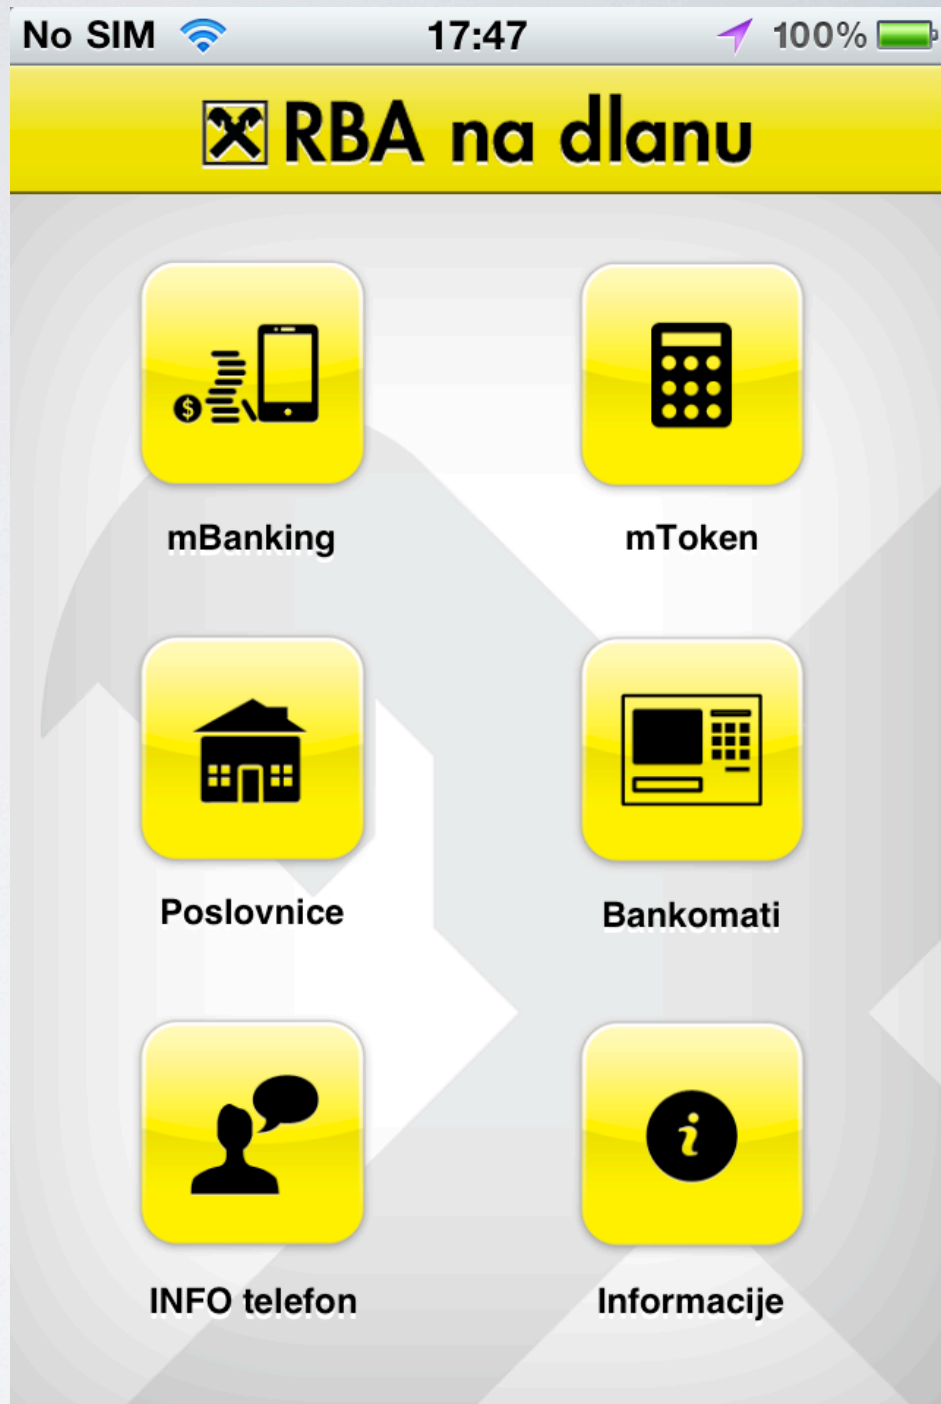 No SIM 17:47 100%
RBA na dlanu
$
mBanking mToken
Poslovnice Bankomati
i
INFO telefon Informacije